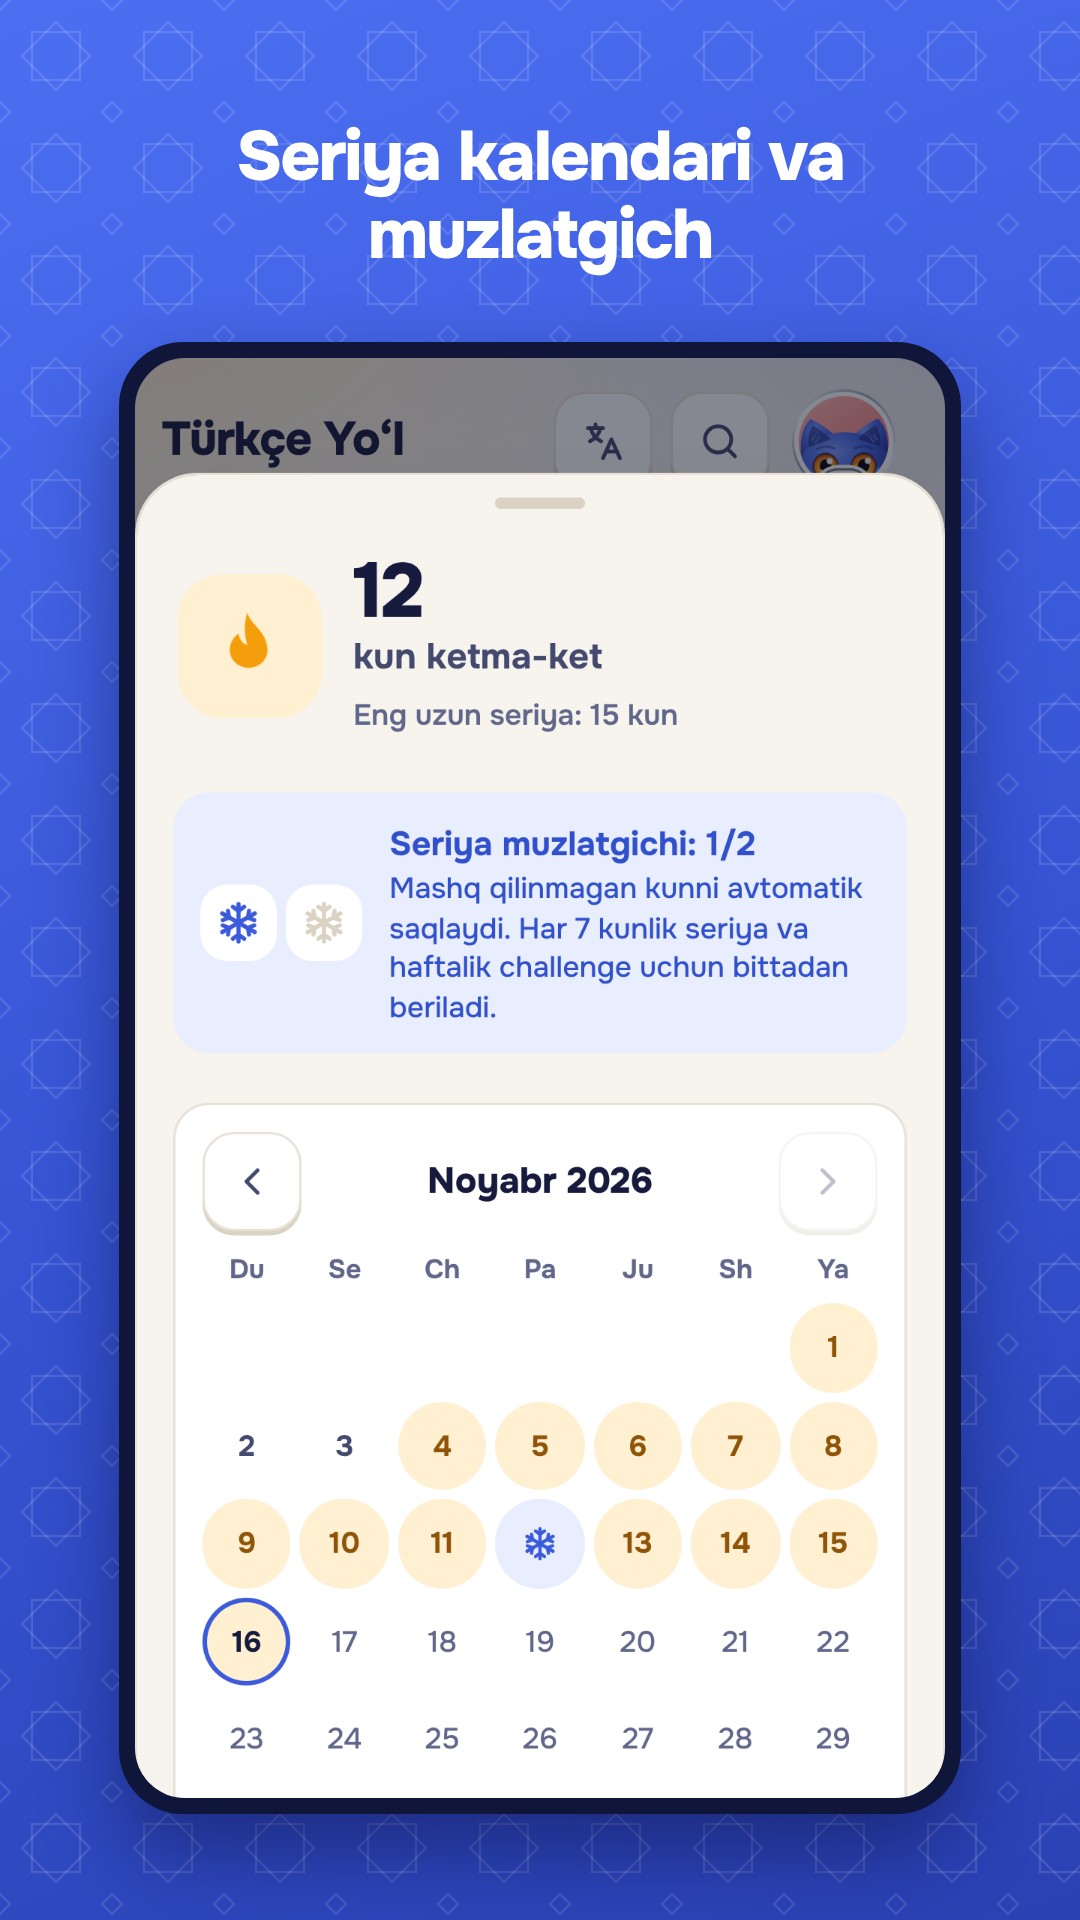 Seriya kalendari va
muzlatgich
Türkçe Yo‘l
12
kun ketma-ket
Eng uzun seriya: 15 kun
Seriya muzlatgichi: 1/2
Mashq qilinmagan kunni avtomatik
saqlaydi. Har 7 kunlik seriya va
haftalik challenge uchun bittadan
beriladi.
Noyabr 2026
Du Se Ch Pa Ju Sh Ya
1
2 3 4 5 6 7 8
9 10 11 13 14 15
16 17 18 19 20 21 22
23 24 25 26 27 28 29